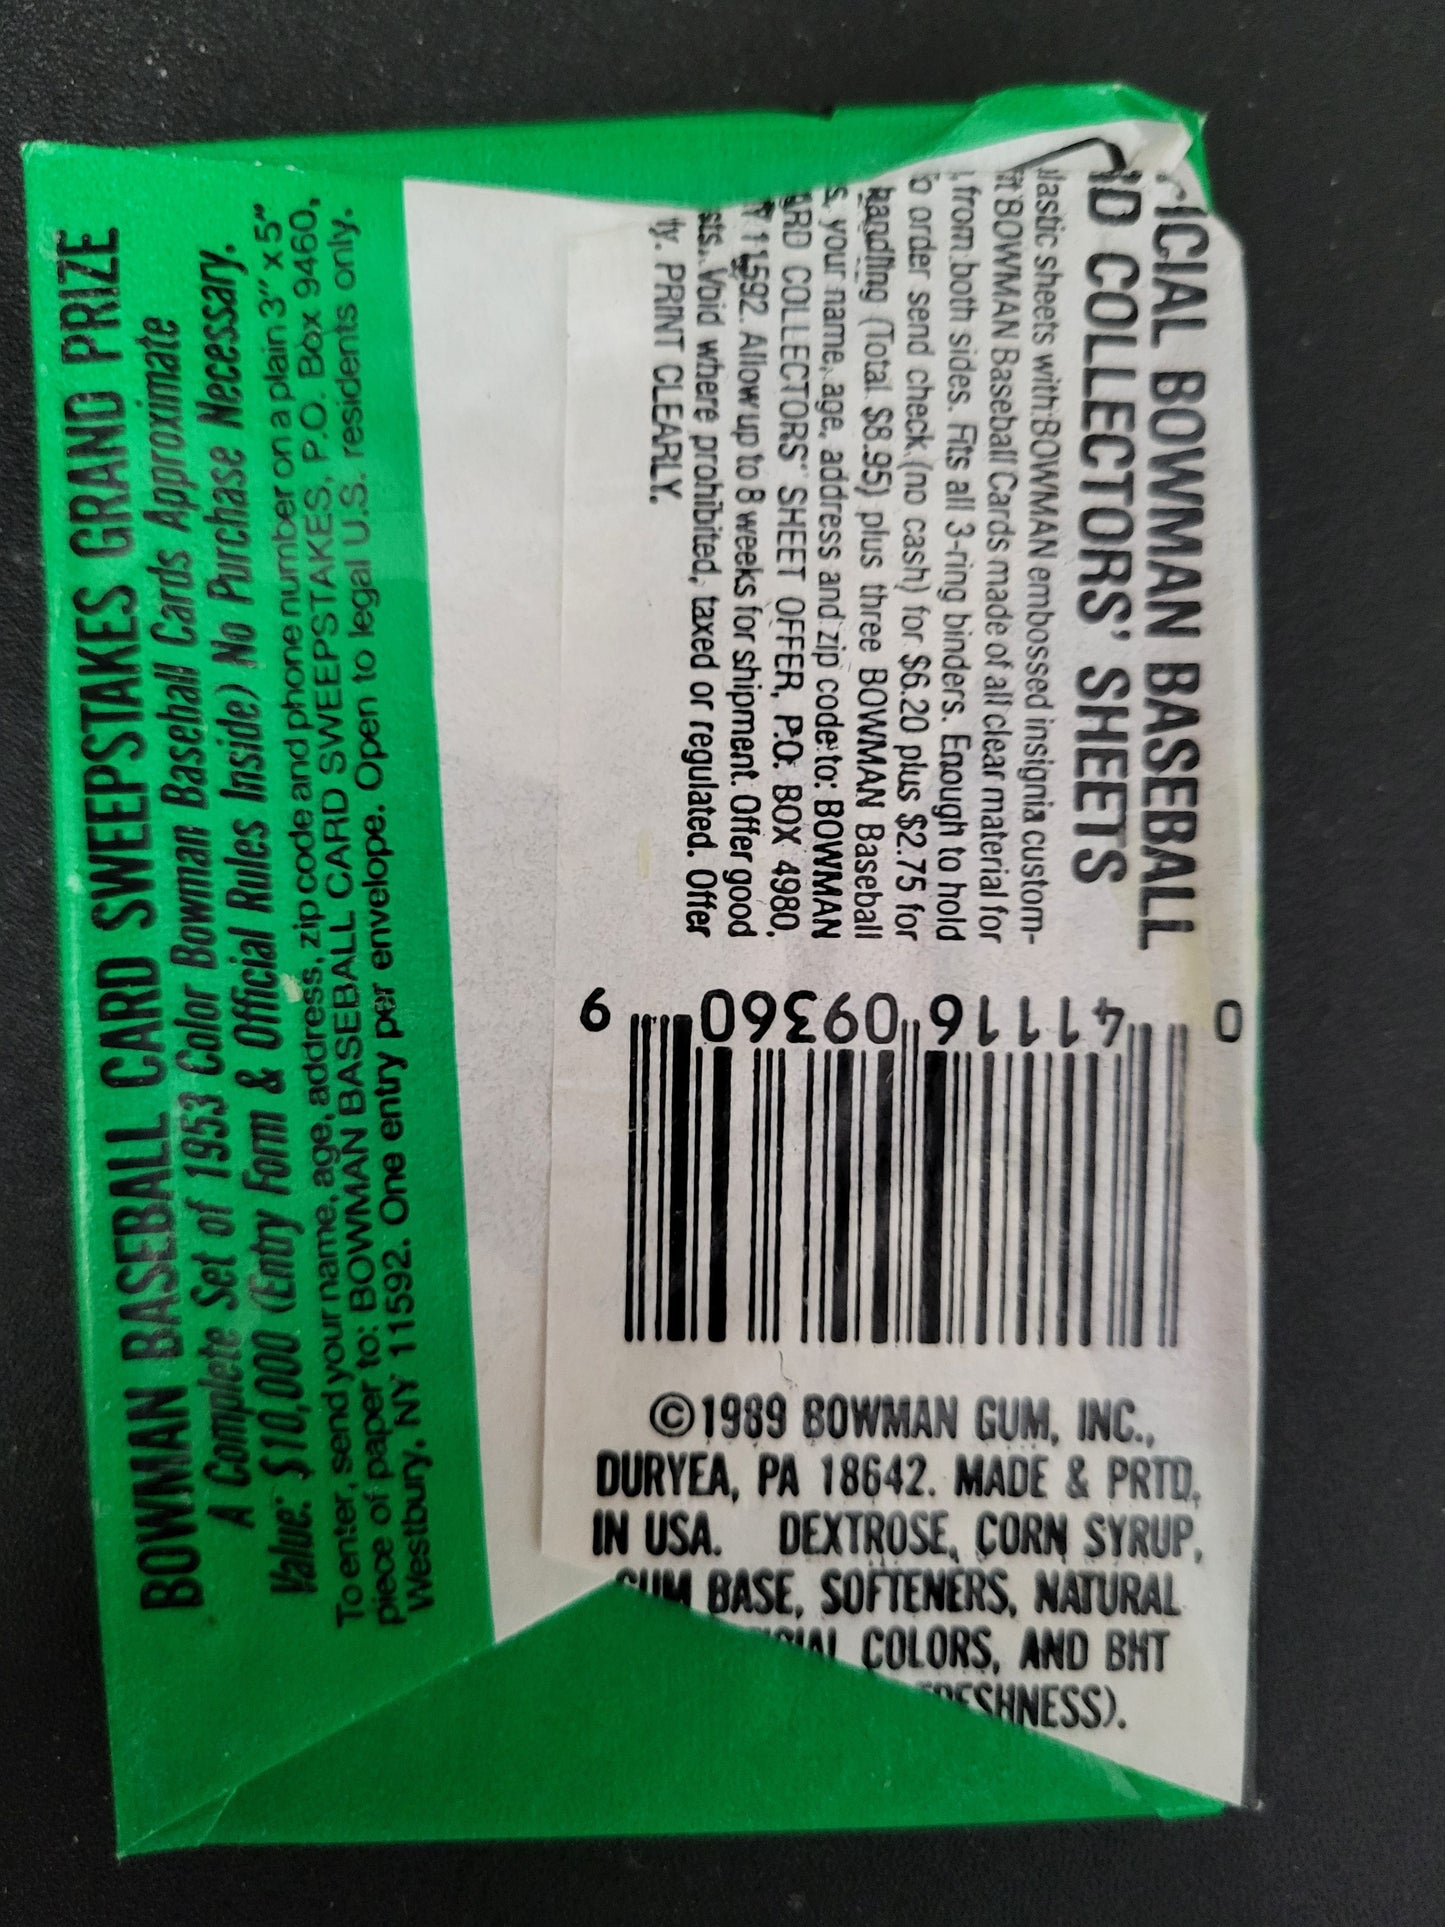 BOWMAN BASEBALL CARD SWEEPSTAKES GRAND PRIZE
A Complete Set of 1953 Color Bowman Baseball Cards Approximate
Value: $10,000 (Entry Form & Official Rules Inside) No Purchase Necessary.
To enter, send your name, age, address, zip code and phone number on a plain 3" x 5"
piece of paper to: BOWMAN BASEBALL CARD SWEEPSTAKES, P.O. Box 9460,
Westbury, NY 11592. One entry per envelope. Open to legal U.S. residents only.
BOWMAN BASEBALL
COLLECTORS' SHEETS
sheets with BOWMAN embossed insignia custom-
BOWMAN Baseball Cards made of all clear material for
from both sides. Fits all 3-ring binders. Enough to hold
order send check (no cash) for $6.20 plus $2.75 for
handling (Total $8.95) plus three BOWMAN Baseball
your name, age, address and zip code to: BOWMAN
COLLECTORS' SHEET OFFER, P.O. BOX 4980,
11592. Allow up to 8 weeks for shipment. Offer good
Void where prohibited, taxed or regulated. Offer
PRINT CLEARLY.
0 41116 09360 9
©1989 BOWMAN GUM, INC.,
DURYEA, PA 18642. MADE & PRTD.
IN USA. DEXTROSE, CORN SYRUP,
GUM BASE, SOFTENERS, NATURAL
COLORS, AND BHT
FRESHNESS).